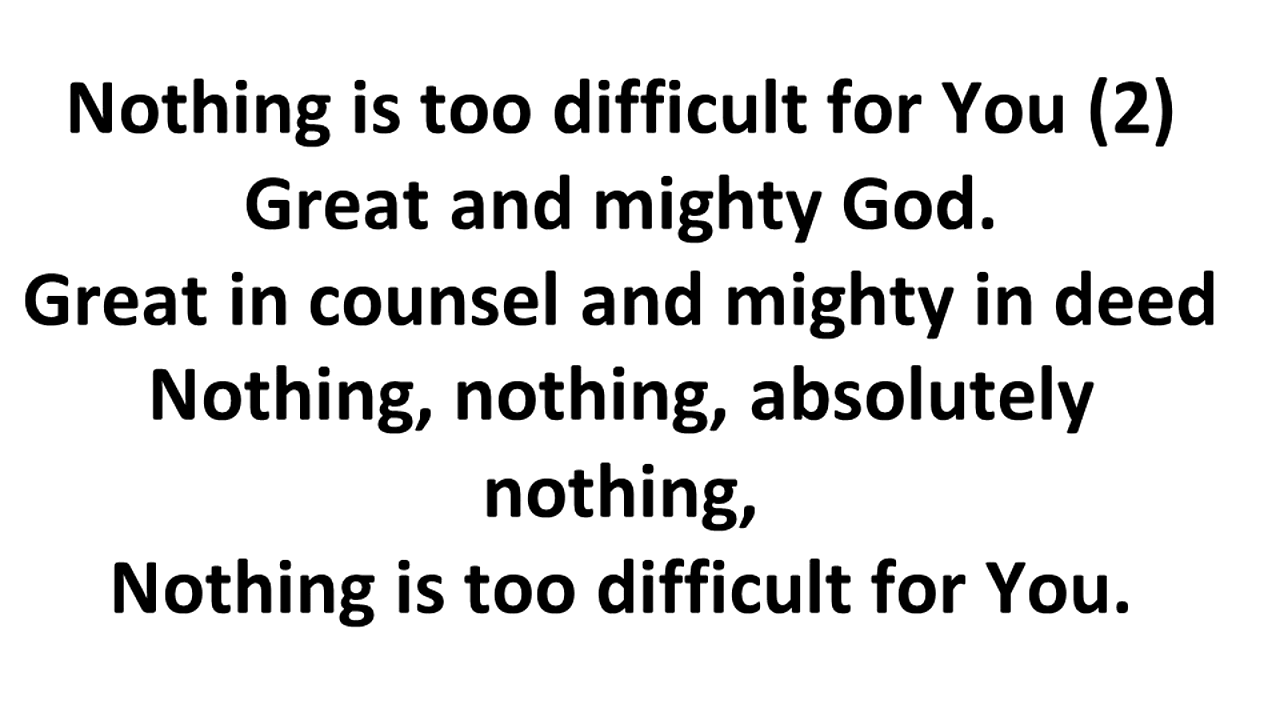 Nothing is too difficult for You (2)
Great and mighty God.
Great in counsel and mighty in deed
Nothing, nothing, absolutely
nothing,
Nothing is too difficult for You.